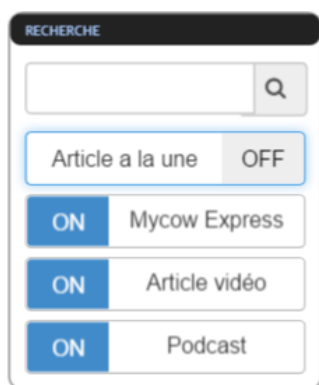 RECHERCHE
Article a la une OFF
ON Mycow Express
ON Article vidéo
ON Podcast